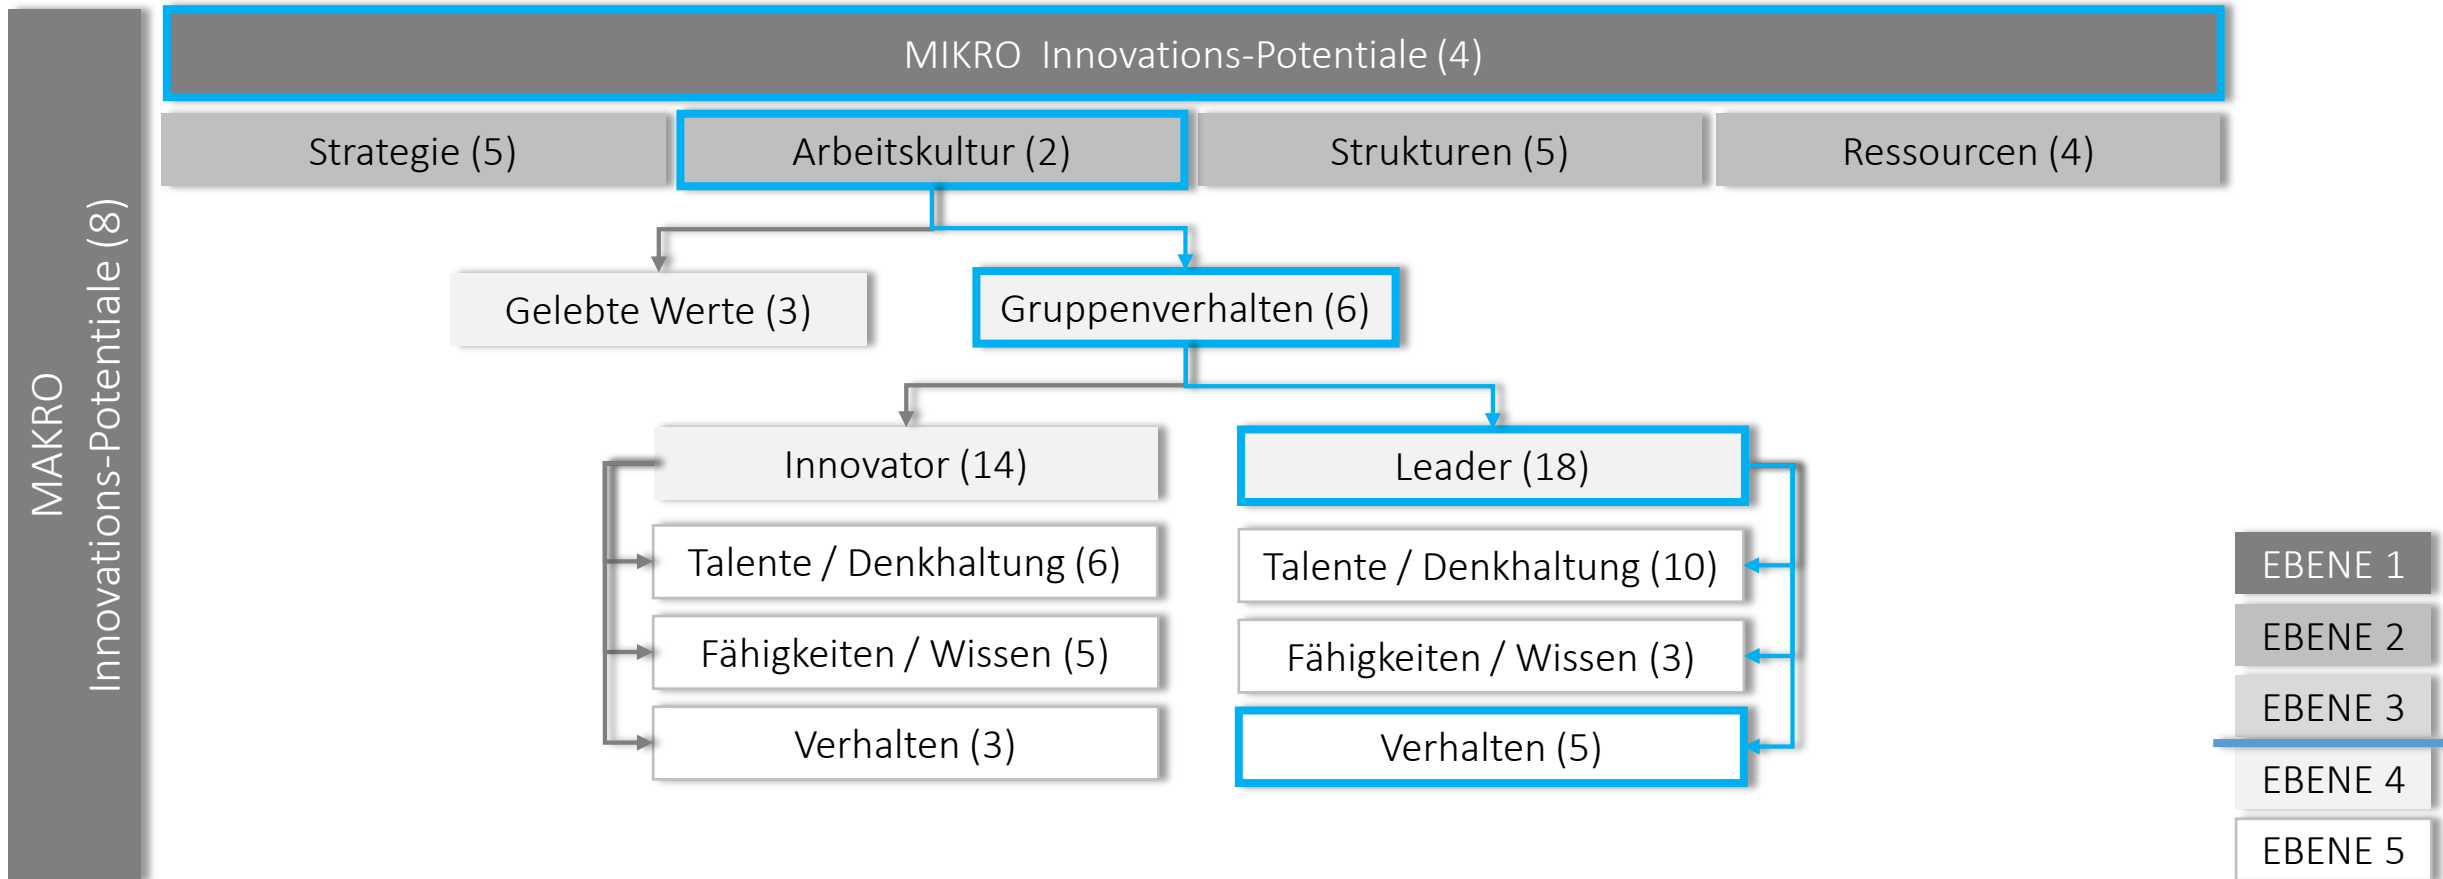 MAKRO
Innovations-Potentiale (8)
MIKRO  Innovations-Potentiale (4)
Strategie (5)
Arbeitskultur (2)
Strukturen (5)
Ressourcen (4)
Gelebte Werte (3)
Gruppenverhalten (6)
Innovator (14)
Leader (18)
Talente / Denkhaltung (6)
Talente / Denkhaltung (10)
Fähigkeiten / Wissen (5)
Fähigkeiten / Wissen (3)
Verhalten (3)
Verhalten (5)
EBENE 1
EBENE 2
EBENE 3
EBENE 4
EBENE 5